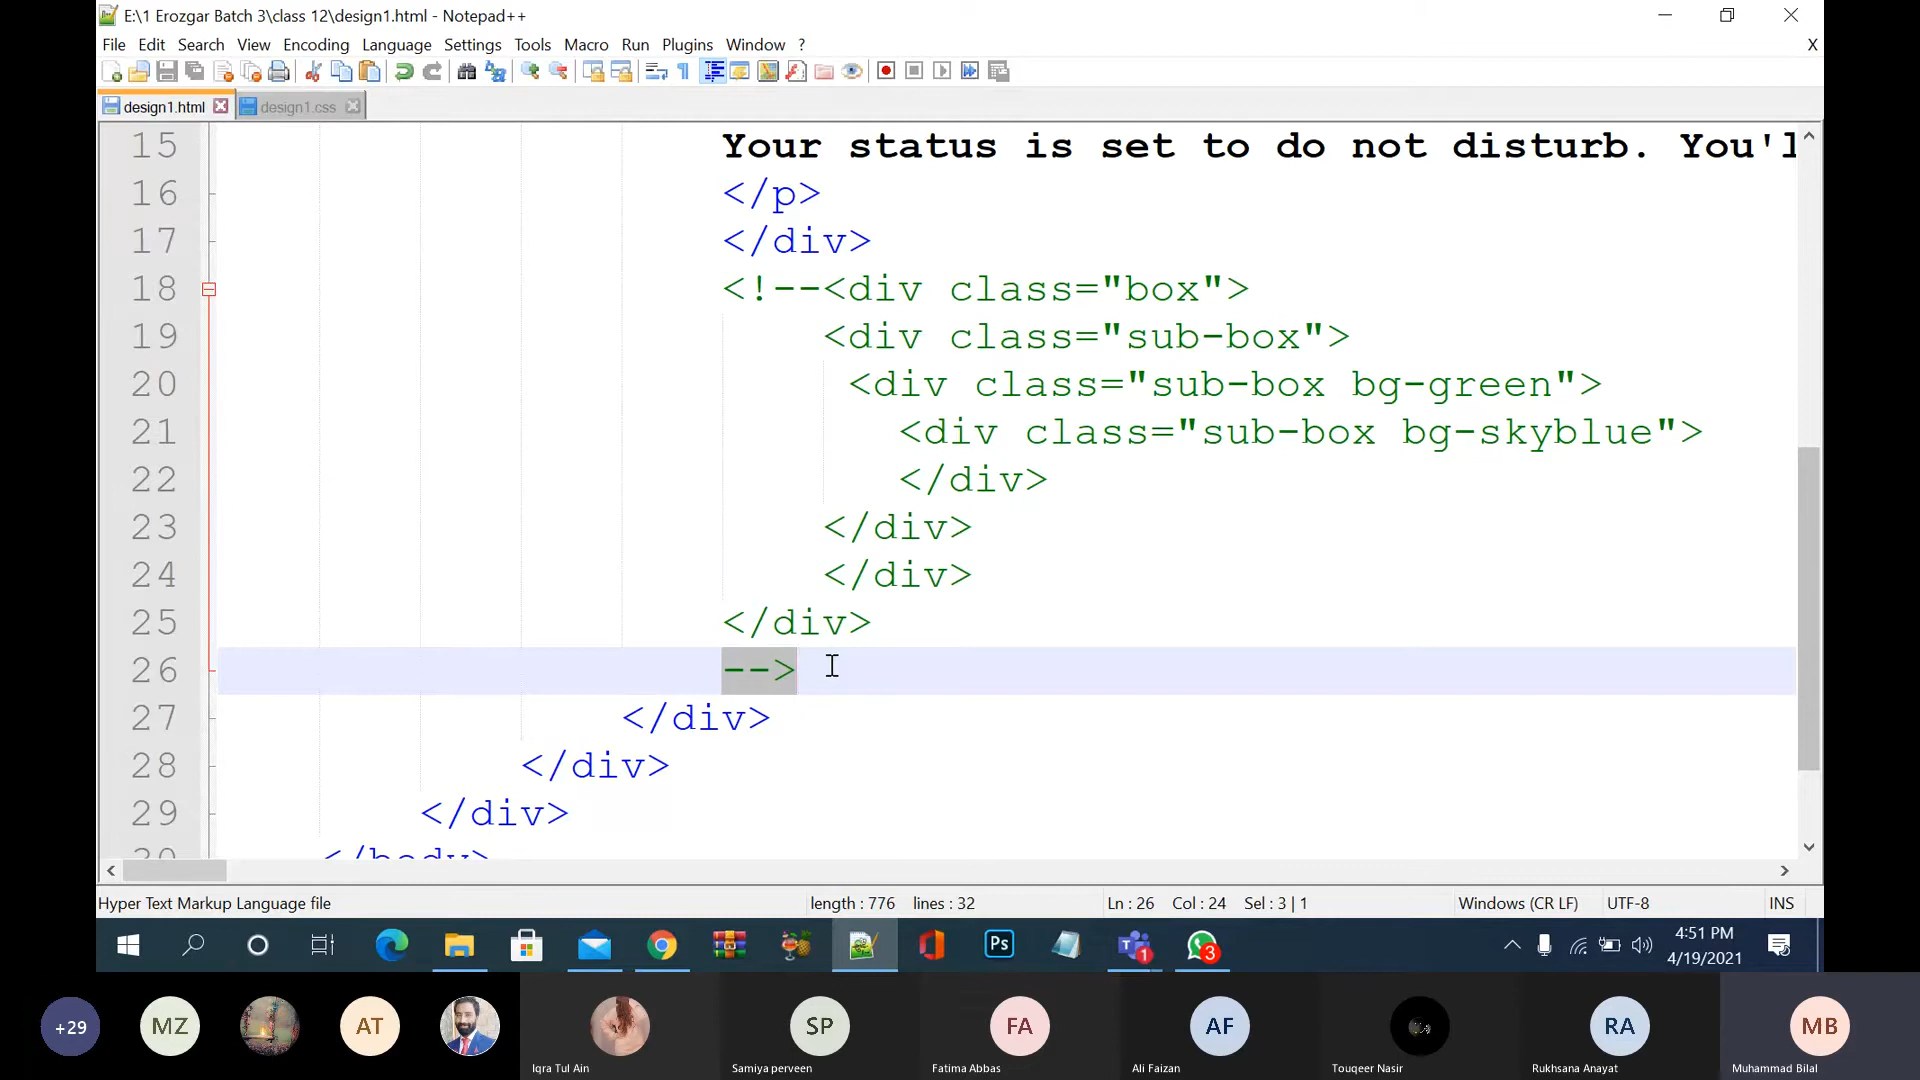 E:\1 Erozgar Batch 3\class 12\design1.html - Notepad++
File Edit Search View Encoding Language Settings Tools Macro Run Plugins Window ? X
design1.html design1.css
15 Your status is set to do not disturb. You'l
16 </p>
17 </div>
18 <!--<div class="box">
19 <div class="sub-box">
20 <div class="sub-box bg-green">
21 <div class="sub-box bg-skyblue">
22 </div>
23 </div>
24 </div>
25 </div>
26 -->
27 </div>
28 </div>
29 </div>
30 </body>
Hyper Text Markup Language file length : 776 lines : 32 Ln : 26 Col : 24 Sel : 3 | 1 Windows (CR LF) UTF-8 INS
Ps 1 3 4:51 PM
4/19/2021
+29 MZ AT SP FA AF RA MB
Iqra Tul Ain Samiya perveen Fatima Abbas Ali Faizan Touqeer Nasir Rukhsana Anayat Muhammad Bilal